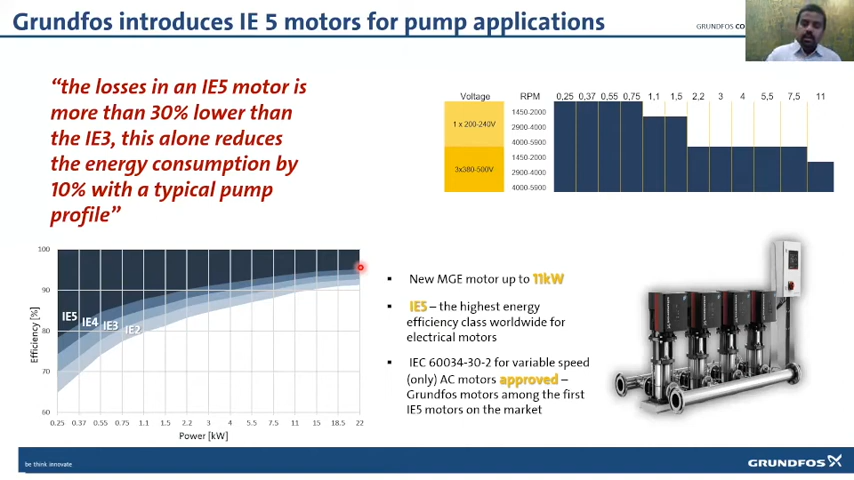 Grundfos introduces IE 5 motors for pump applications
GRUNDFOS CO
“the losses in an IE5 motor is
more than 30% lower than
the IE3, this alone reduces
the energy consumption by
10% with a typical pump
profile”
Voltage RPM 0,25 0,37 0,55 0,75 1,1 1,5 2,2 3 4 5,5 7,5 11
1 x 200-240V
1450-2000
2900-4000
4000-5900
3x380-500V
1450-2000
2900-4000
4000-5900
Efficiency [%]
100
90
80
70
60
IE5 IE4 IE3 IE2
0.25 0.37 0.55 0.75 1.1 1.5 2.2 3 4 5.5 7.5 11 15 18.5 22
Power [kW]
▪ New MGE motor up to 11kW
▪ IE5 – the highest energy
efficiency class worldwide for
electrical motors
▪ IEC 60034-30-2 for variable speed
(only) AC motors approved –
Grundfos motors among the first
IE5 motors on the market
be think innovate
GRUNDFOS